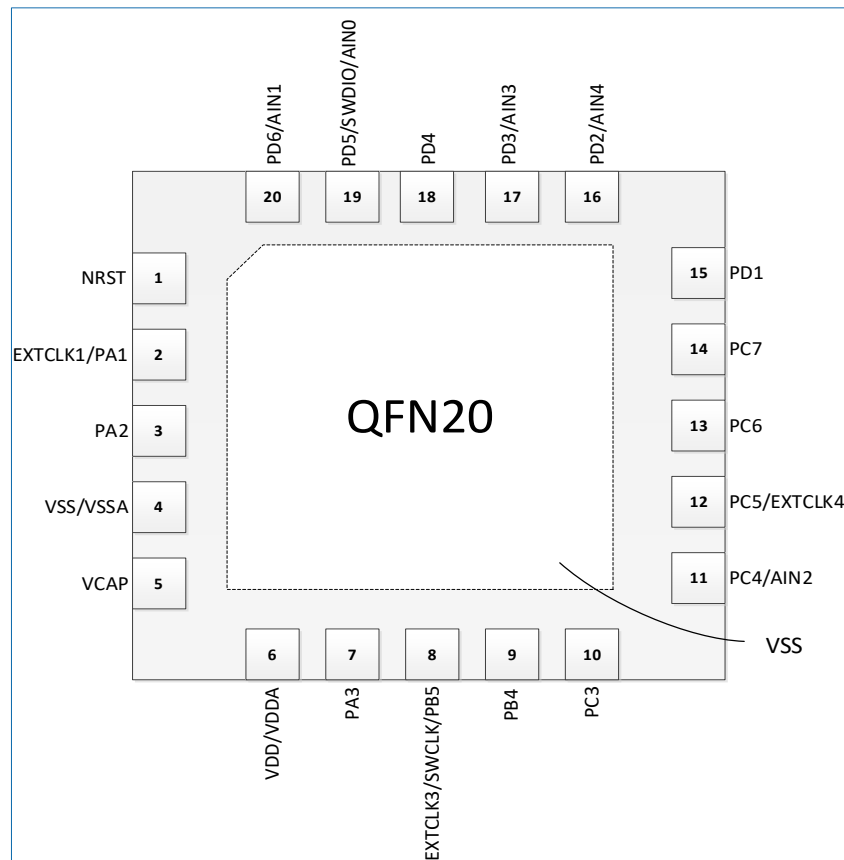 PD6/AIN1
PD5/SWDIO/AIN0
PD4
PD3/AIN3
PD2/AIN4
20
19
18
17
16
NRST
1
15
PD1
EXTCLK1/PA1
2
14
PC7
QFN20
PA2
3
13
PC6
VSS/VSSA
4
12
PC5/EXTCLK4
VCAP
5
11
PC4/AIN2
VSS
6
7
8
9
10
VDD/VDDA
PA3
EXTCLK3/SWCLK/PB5
PB4
PC3